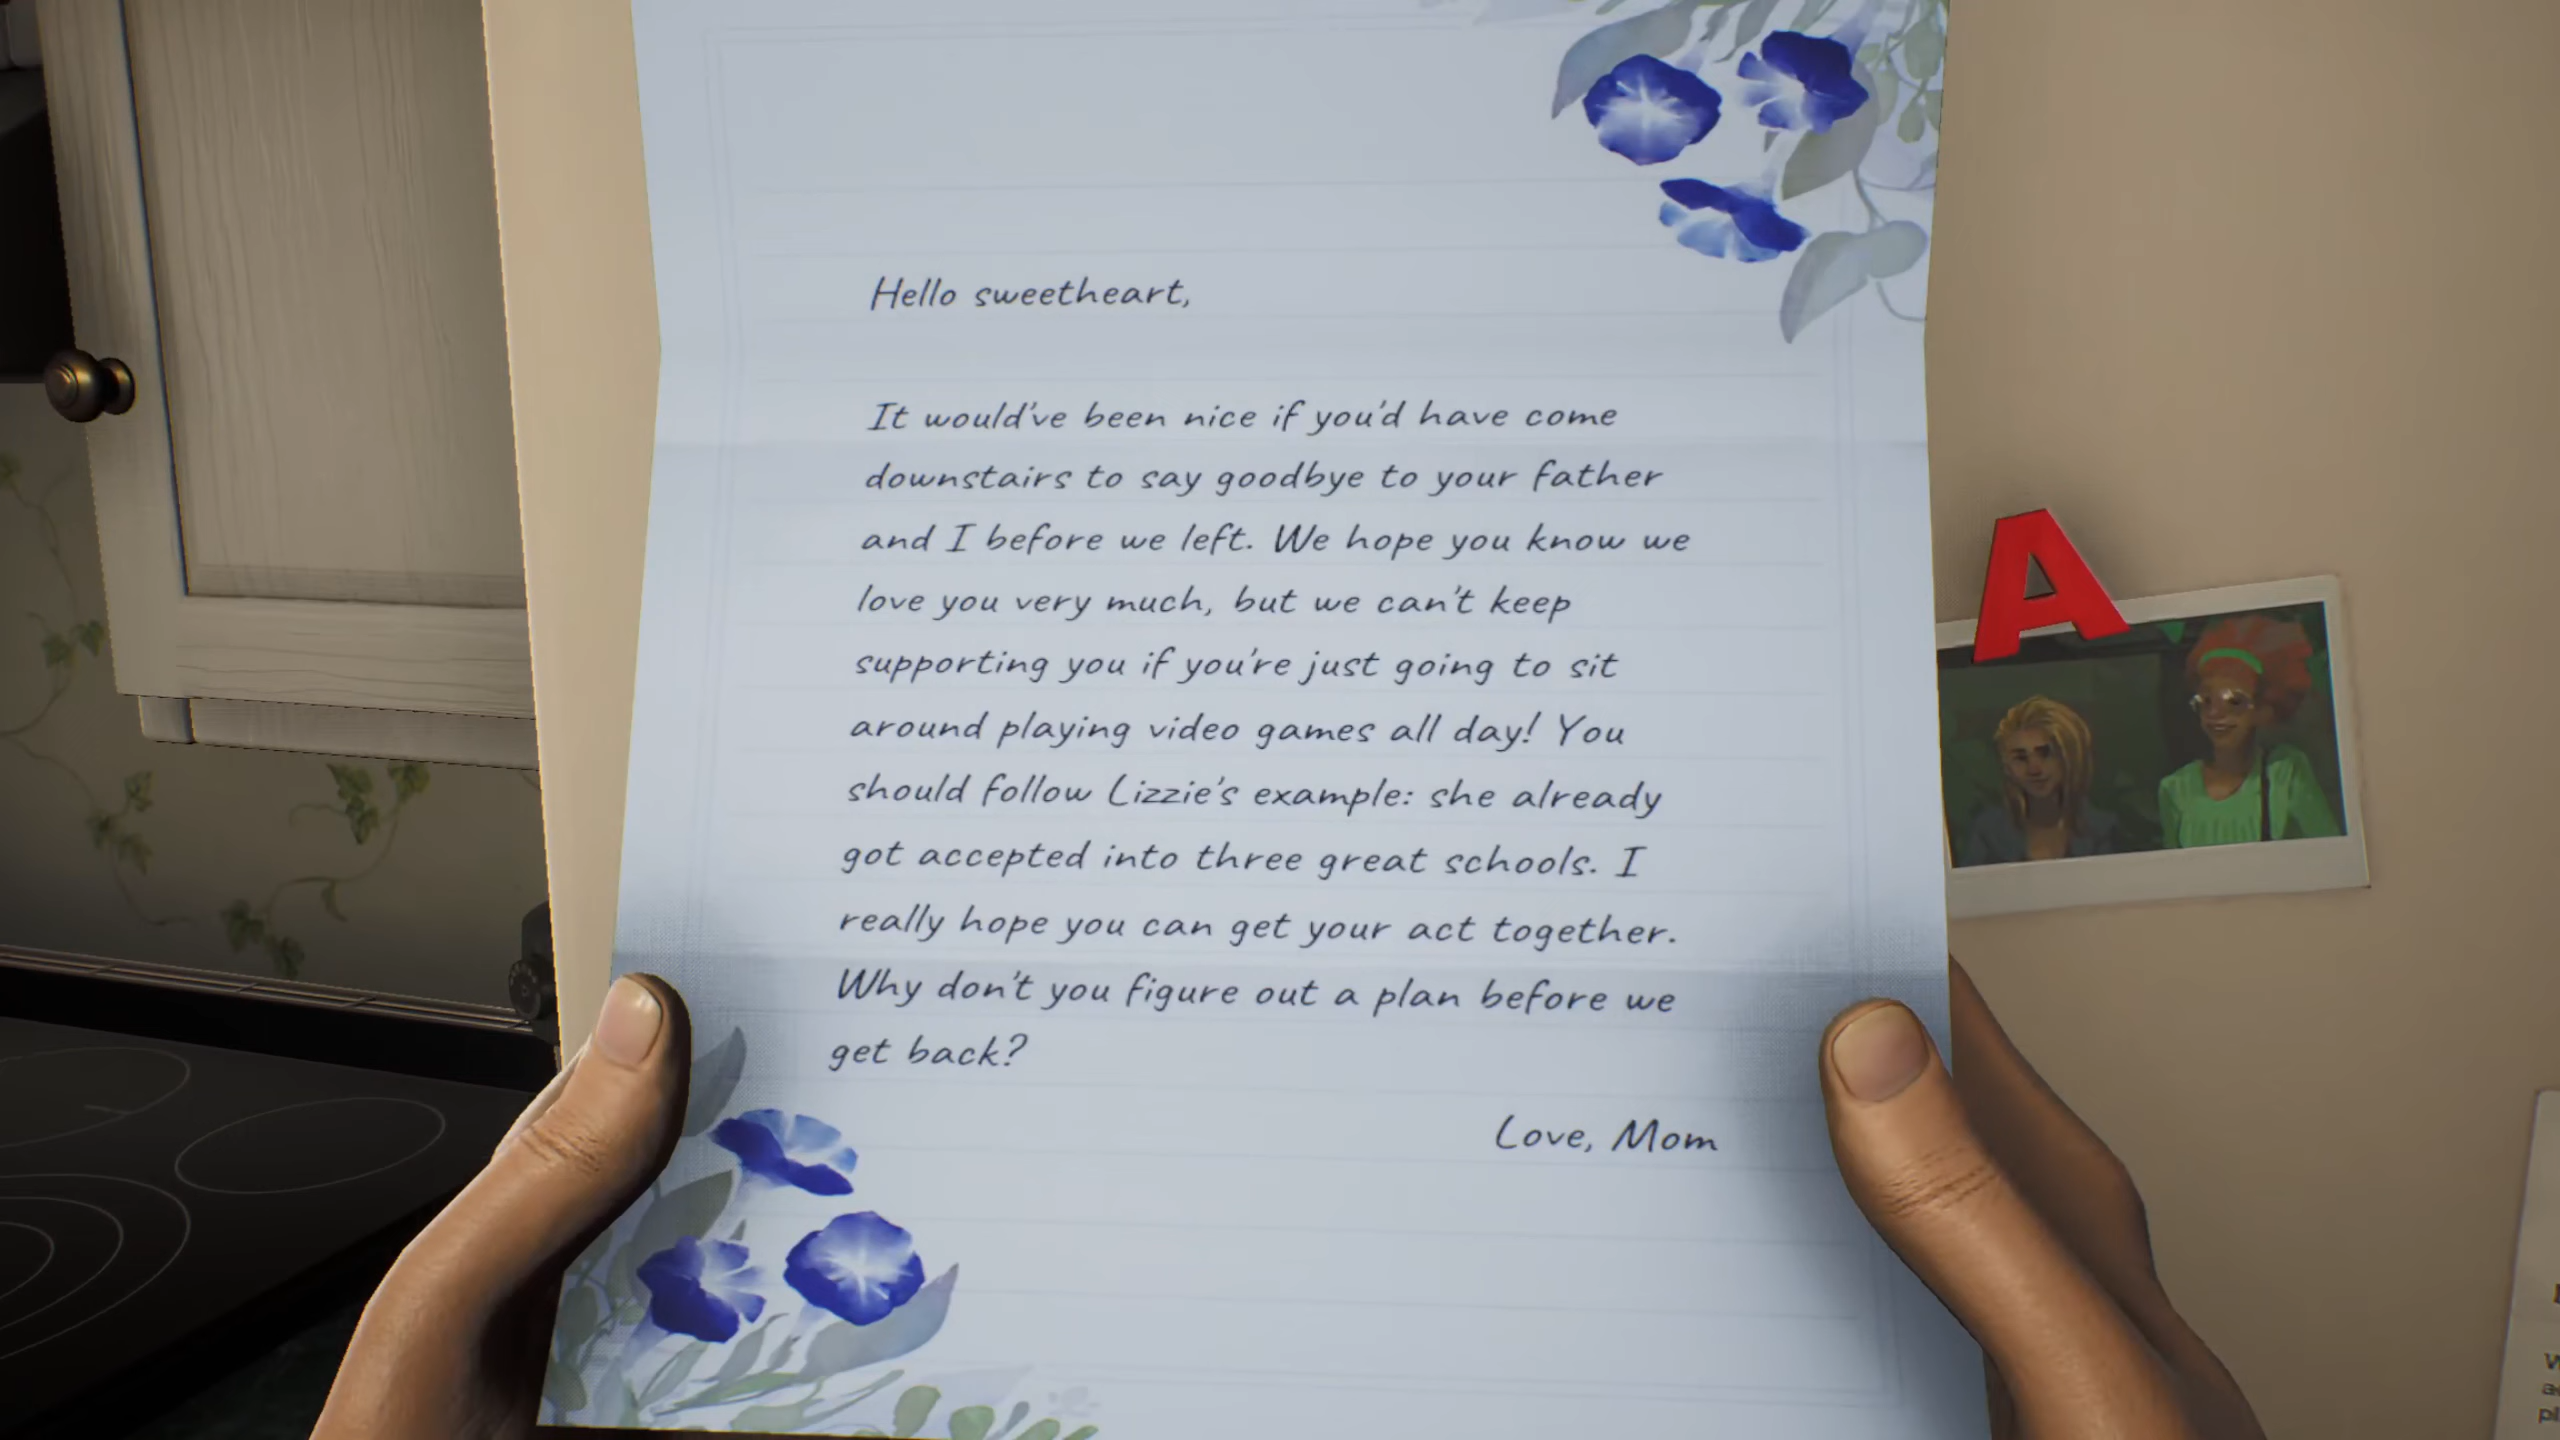 Hello sweetheart,
It would've been nice if you'd have come
downstairs to say goodbye to your father
and I before we left. We hope you know we
love you very much, but we can't keep
supporting you if you're just going to sit
around playing video games all day! You
should follow Lizzie's example: she already
got accepted into three great schools. I
really hope you can get your act together.
Why don't you figure out a plan before we
get back?
Love, Mom
A